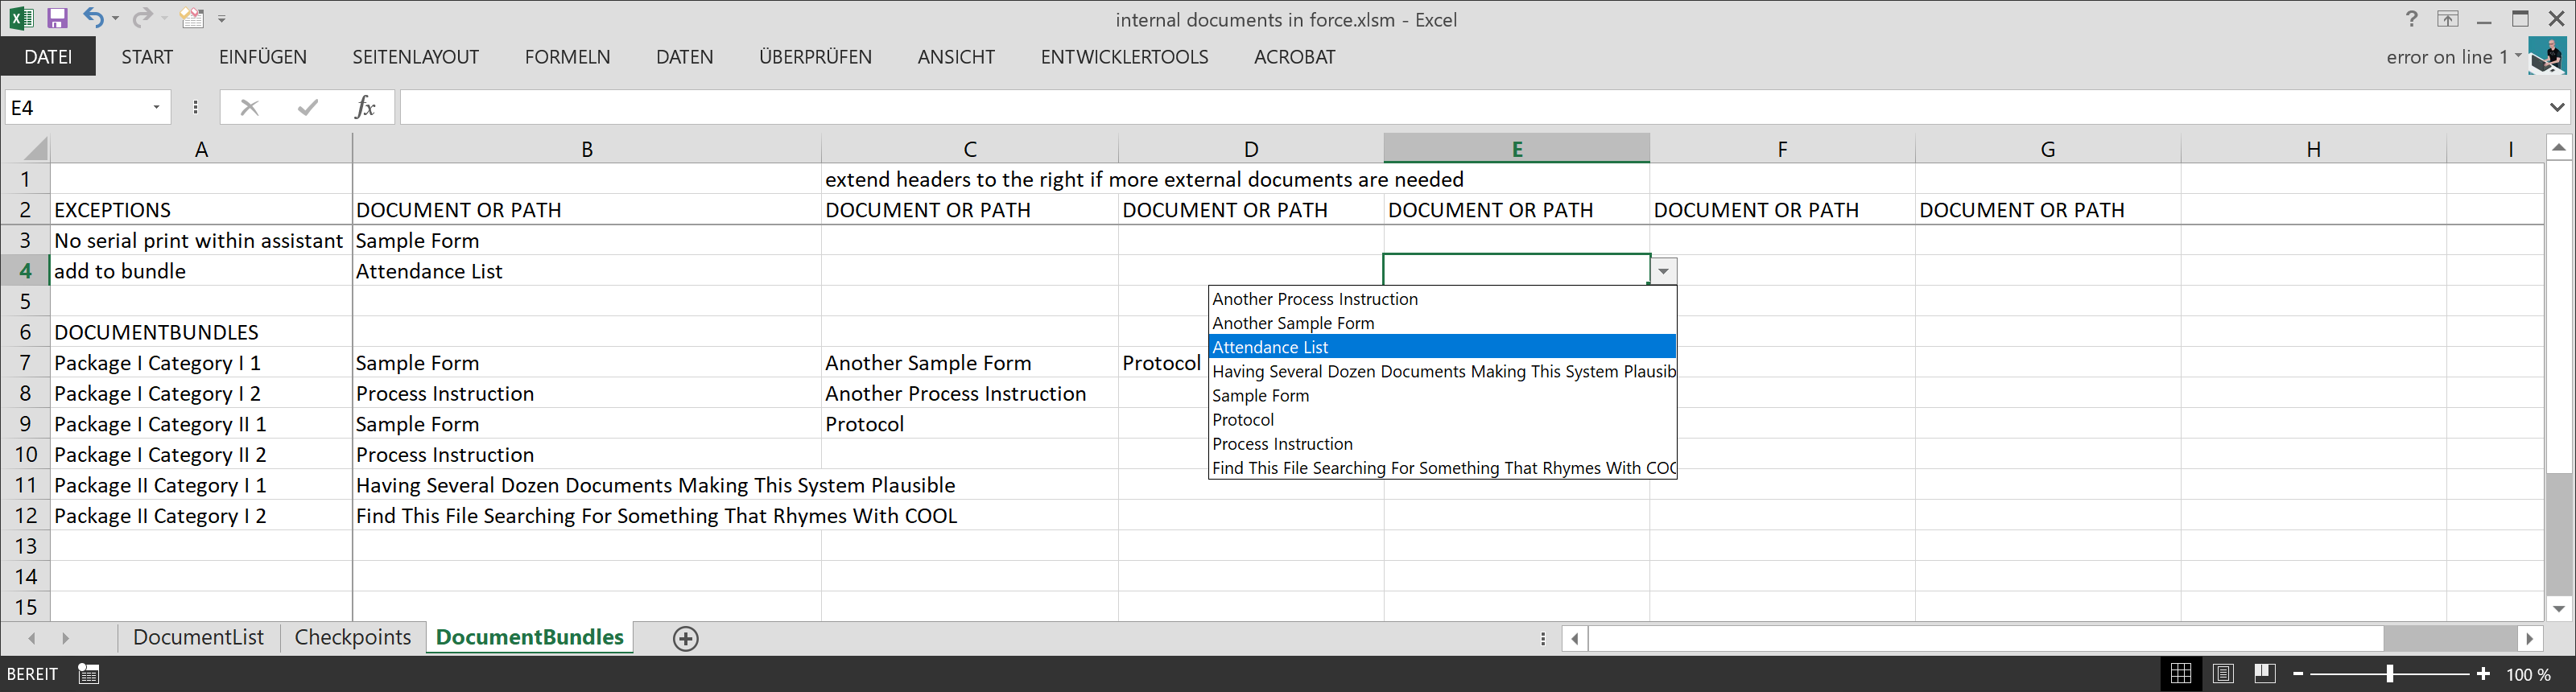 internal documents in force.xlsm - Excel
?
DATEI START EINFÜGEN SEITENLAYOUT FORMELN DATEN ÜBERPRÜFEN ANSICHT ENTWICKLERTOOLS ACROBAT error on line 1
E4 fx
A B C D E F G H I
1 extend headers to the right if more external documents are needed
2 EXCEPTIONS DOCUMENT OR PATH DOCUMENT OR PATH DOCUMENT OR PATH DOCUMENT OR PATH DOCUMENT OR PATH DOCUMENT OR PATH
3 No serial print within assistant Sample Form
4 add to bundle Attendance List
5
6 DOCUMENTBUNDLES
7 Package I Category I 1 Sample Form Another Sample Form Protocol
8 Package I Category I 2 Process Instruction Another Process Instruction
9 Package I Category II 1 Sample Form Protocol
10 Package I Category II 2 Process Instruction
11 Package II Category I 1 Having Several Dozen Documents Making This System Plausible
12 Package II Category I 2 Find This File Searching For Something That Rhymes With COOL
13
14
15
Another Process Instruction
Another Sample Form
Attendance List
Having Several Dozen Documents Making This System Plausib
Sample Form
Protocol
Process Instruction
Find This File Searching For Something That Rhymes With COO
DocumentList Checkpoints DocumentBundles
BEREIT 100 %